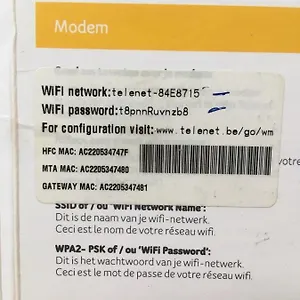 Modem
WiFi network:telenet-84E8715
WiFi password:t8pnnRuvnzb8
For configuration visit: www.telenet.be/go/wm
HFC MAC: AC220534747F
MTA MAC: AC2205347480
GATEWAY MAC: AC2205347481
votre
SSID of / ou 'WiFi Network Name':
Dit is de naam van je wifi-netwerk.
Ceci est le nom de votre réseau wifi.
WPA2- PSK of / ou 'WiFi Password':
Dit is het wachtwoord van je wifi-netwerk.
Ceci est le mot de passe de votre réseau wifi.